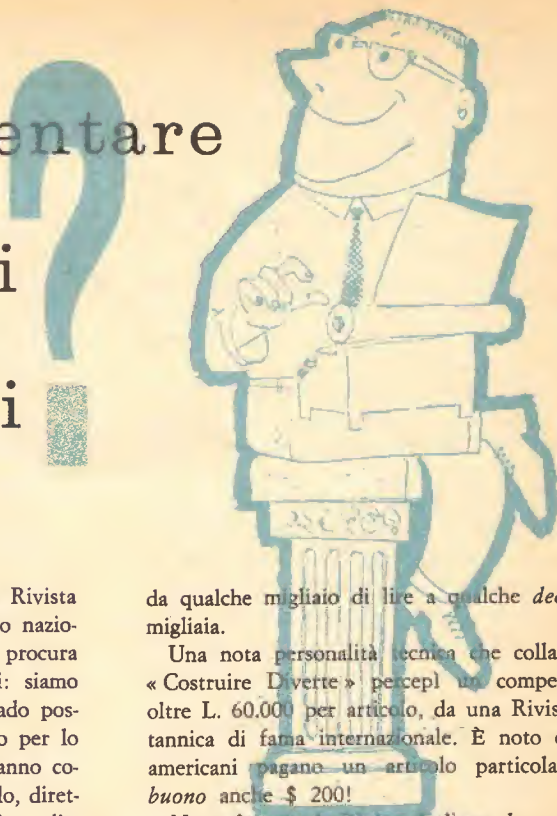 entare
i
i
?
Rivista
o nazio-
procura
i: siamo
ado pos-
o per lo
anno co-
lo, diret-
da qualche migliaio di lire a qualche dec
migliaia.
Una nota personalità tecnica che colla
« Costruire Diverte » percepì un compe
oltre L. 60.000 per articolo, da una Rivis
tannica di fama internazionale. È noto c
americani pagano un articolo particola
buono anche $ 200!